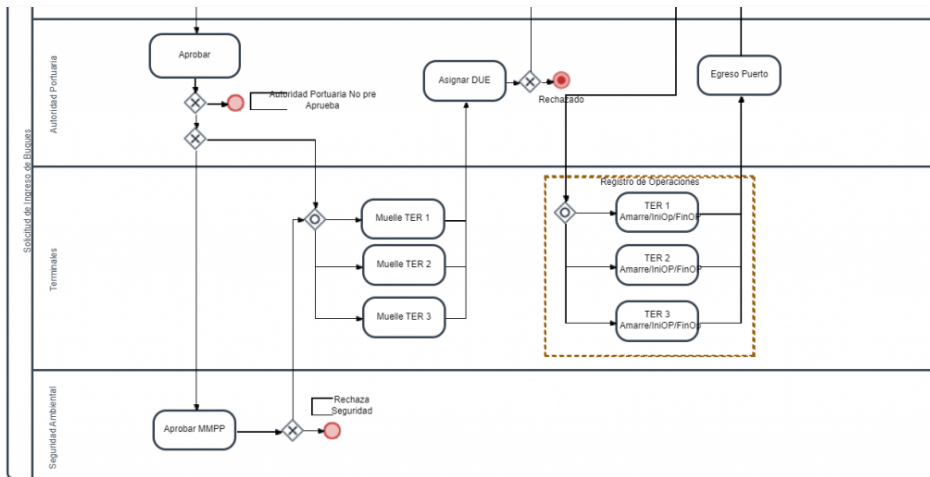 Solicitud de Ingreso de Buques
Autoridad Portuaria
Aprobar
Autoridad Portuaria No pre
Aprueba
Asignar DUE
Rechazado
Egreso Puerto
Terminales
Muelle TER 1
Muelle TER 2
Muelle TER 3
Registro de Operaciones
TER 1
Amarre/IniOp/FinOP
TER 2
Amarre/IniOP/FinOP
TER 3
Amarre/IniOP/FinOp
Seguridad Ambiental
Aprobar MMPP
Rechaza
Seguridad